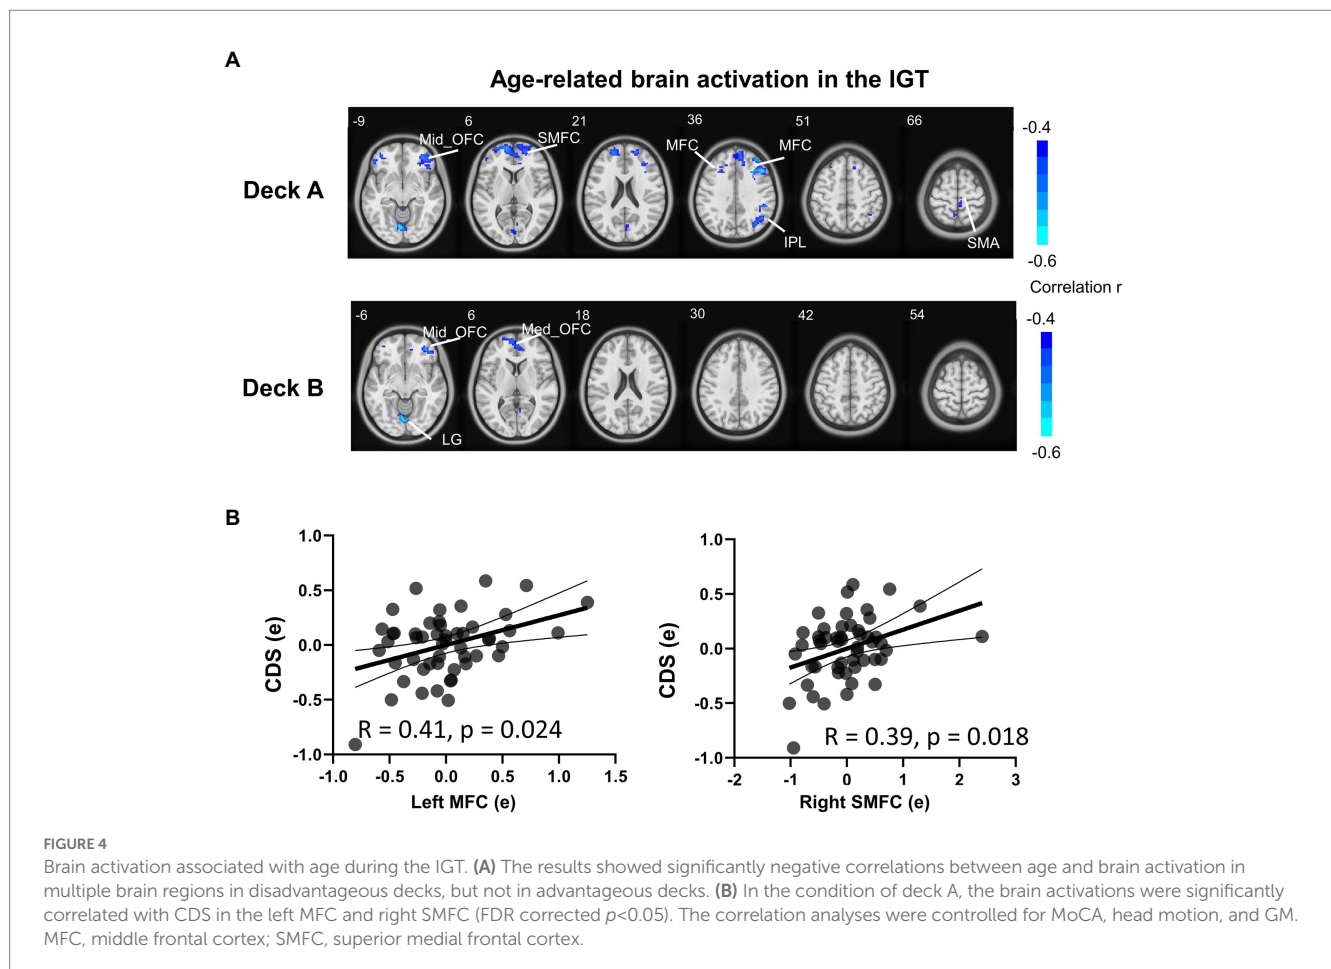 A
Age-related brain activation in the IGT
-9 6 21 36 51 66
Mid_OFC SMFC MFC MFC
Deck A
IPL SMA
-0.4
-0.6
Correlation r
-6 6 18 30 42 54
Mid_OFC Med_OFC
Deck B
LG
-0.4
-0.6
B
1.0
0.5
0.0
-0.5
-1.0
CDS (e)
R = 0.41, p = 0.024
-1.0 -0.5 0.0 0.5 1.0 1.5
Left MFC (e)
1.0
0.5
0.0
-0.5
-1.0
CDS (e)
R = 0.39, p = 0.018
-2 -1 0 1 2 3
Right SMFC (e)
FIGURE 4
Brain activation associated with age during the IGT. (A) The results showed significantly negative correlations between age and brain activation in
multiple brain regions in disadvantageous decks, but not in advantageous decks. (B) In the condition of deck A, the brain activations were significantly
correlated with CDS in the left MFC and right SMFC (FDR corrected p<0.05). The correlation analyses were controlled for MoCA, head motion, and GM.
MFC, middle frontal cortex; SMFC, superior medial frontal cortex.